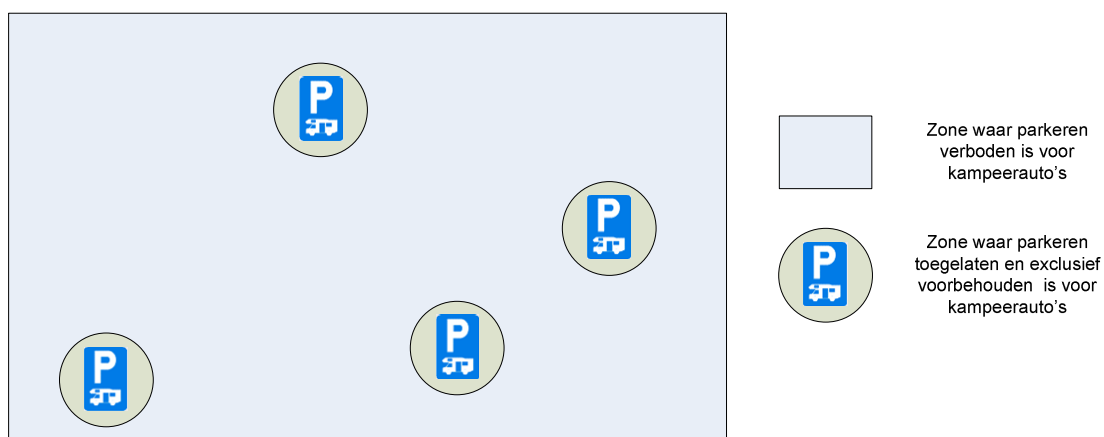 P
P
P
P
Zone waar parkeren
verboden is voor
kampeerauto’s
P
Zone waar parkeren
toegelaten en exclusief
voorbehouden is voor
kampeerauto’s